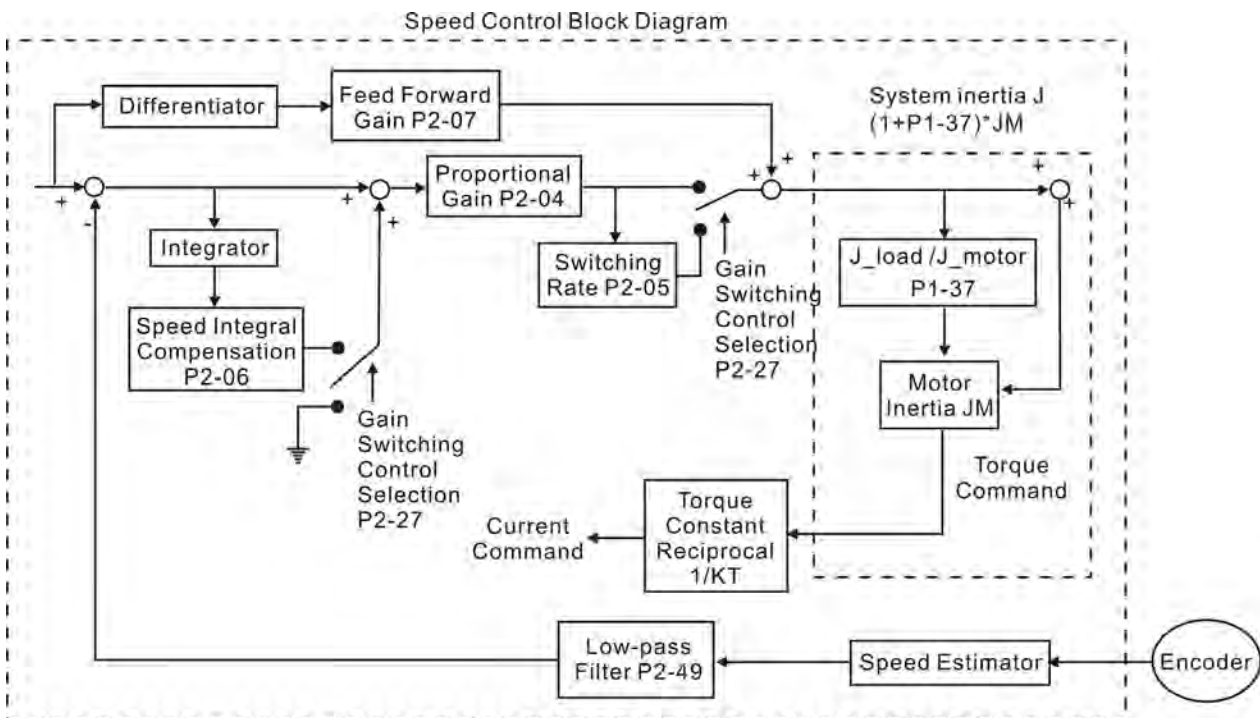 Speed Control Block Diagram
Differentiator
Feed Forward
Gain P2-07
System inertia J
(1+P1-37)*JM
+
+
+
-
+
+
Proportional
Gain P2-04
+
+
Integrator
Switching
Rate P2-05
Gain
Switching
Control
Selection
P2-27
J_load /J_motor
P1-37
Speed Integral
Compensation
P2-06
Motor
Inertia JM
Gain
Switching
Control
Selection
P2-27
Torque
Command
Current
Command
Torque
Constant
Reciprocal
1/KT
Low-pass
Filter P2-49
Speed Estimator
Encoder